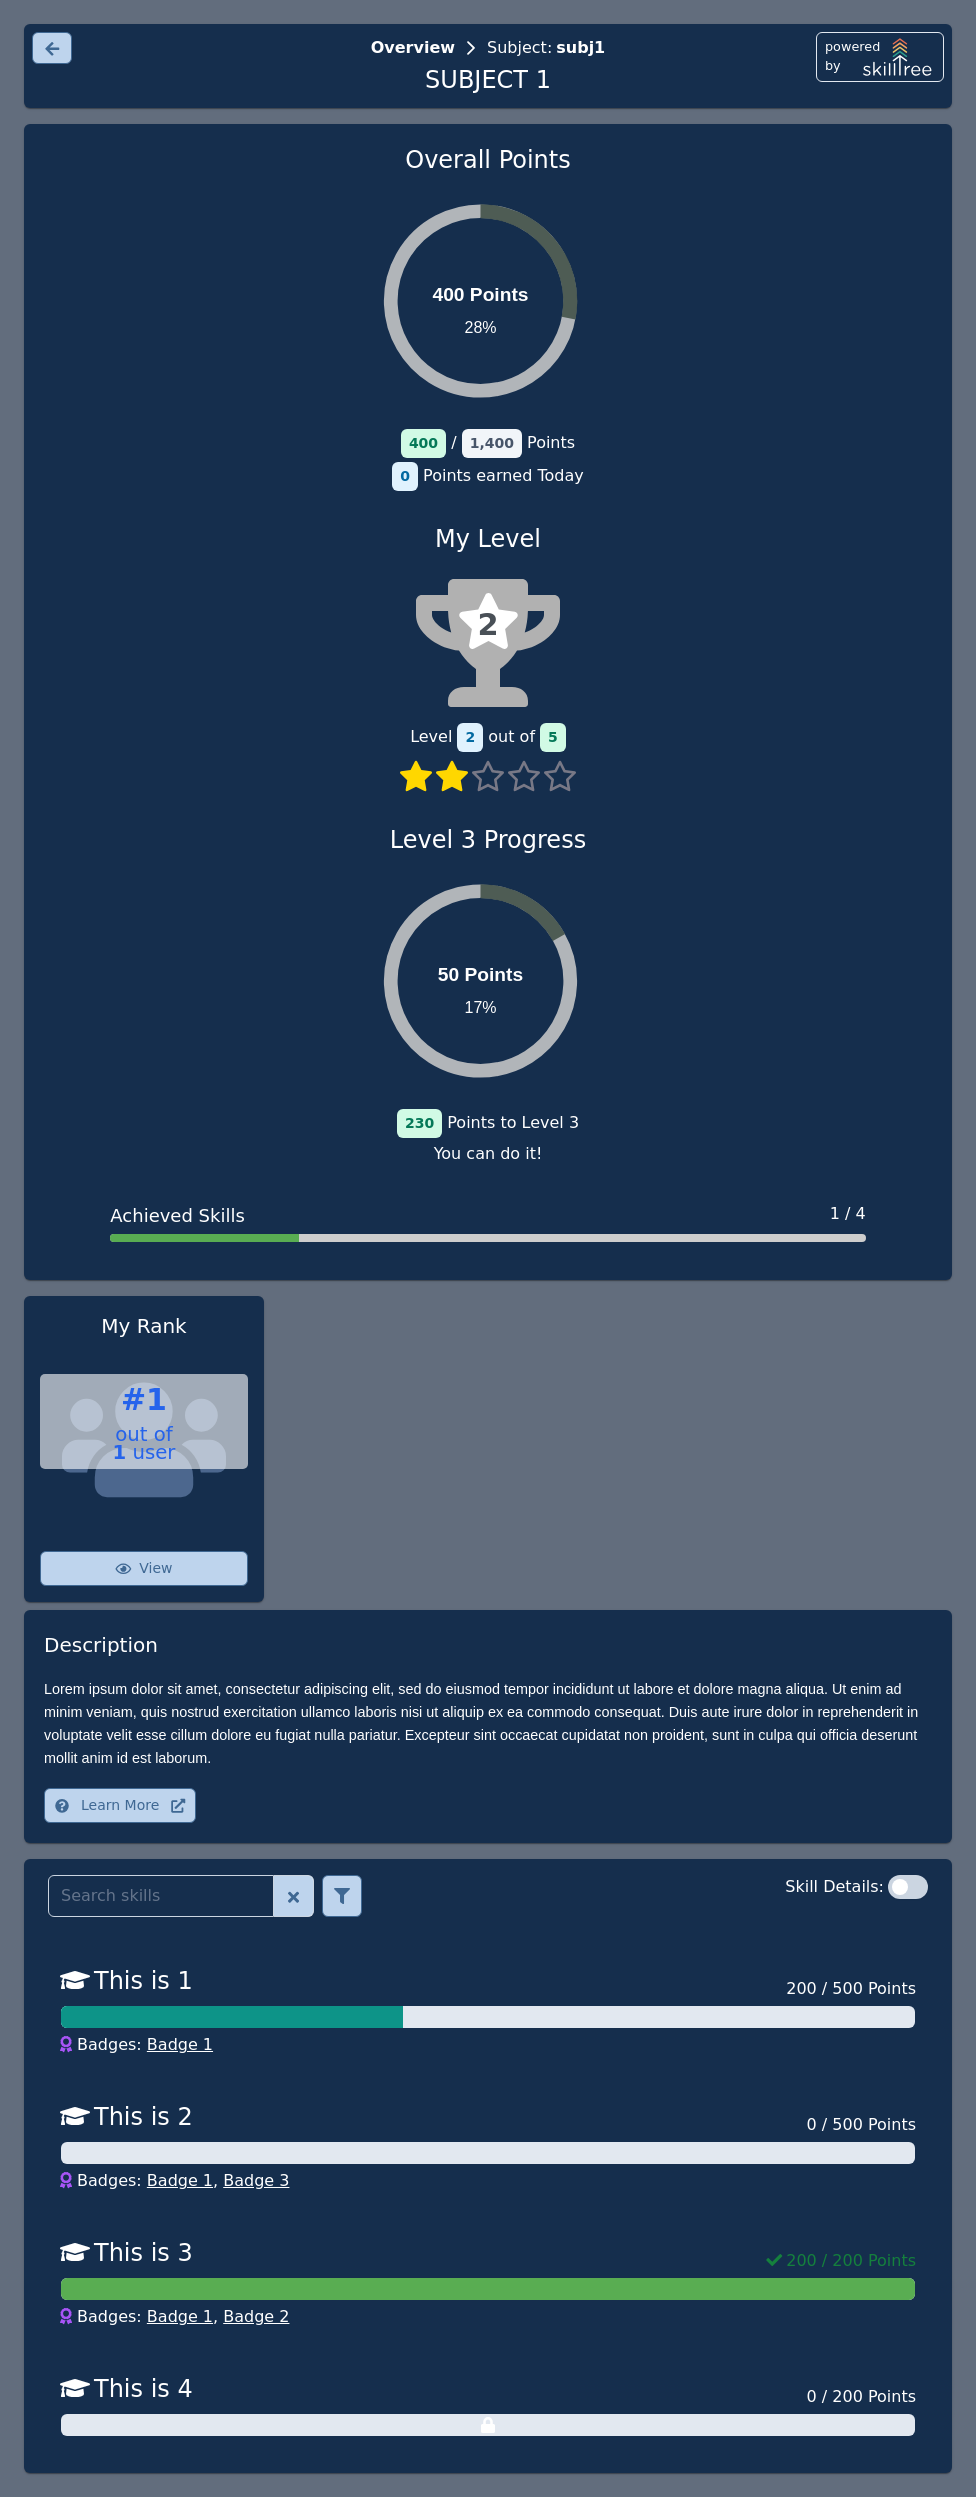 Overview > Subject: subj1
powered
by
skilltree
SUBJECT 1
Overall Points
400 Points
28%
400 / 1,400 Points
0 Points earned Today
My Level
2
Level 2 out of 5
Level 3 Progress
50 Points
17%
230 Points to Level 3
You can do it!
Achieved Skills 1 / 4
My Rank
#1
out of
1 user
View
Description
Lorem ipsum dolor sit amet, consectetur adipiscing elit, sed do eiusmod tempor incididunt ut labore et dolore magna aliqua. Ut enim ad
minim veniam, quis nostrud exercitation ullamco laboris nisi ut aliquip ex ea commodo consequat. Duis aute irure dolor in reprehenderit in
voluptate velit esse cillum dolore eu fugiat nulla pariatur. Excepteur sint occaecat cupidatat non proident, sunt in culpa qui officia deserunt
mollit anim id est laborum.
Learn More
Search skills
Skill Details:
This is 1
200 / 500 Points
Badges: Badge 1
This is 2
0 / 500 Points
Badges: Badge 1, Badge 3
This is 3
200 / 200 Points
Badges: Badge 1, Badge 2
This is 4
0 / 200 Points